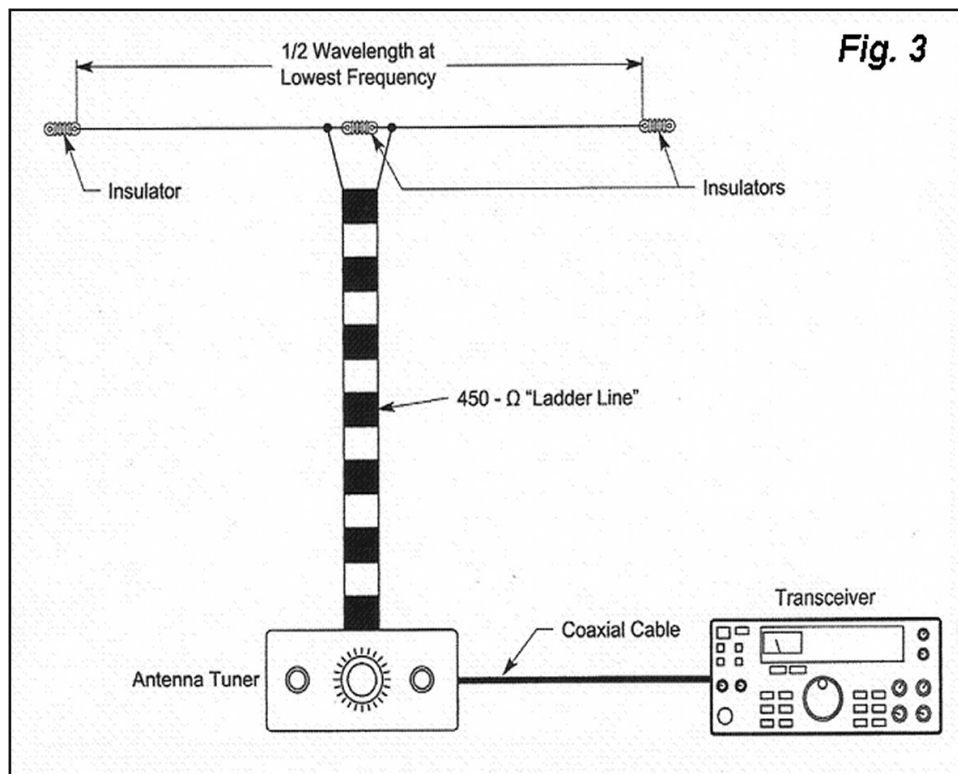 Fig. 3
1/2 Wavelength at
Lowest Frequency
Insulator
Insulators
450 - Ω “Ladder Line”
Transceiver
Coaxial Cable
Antenna Tuner